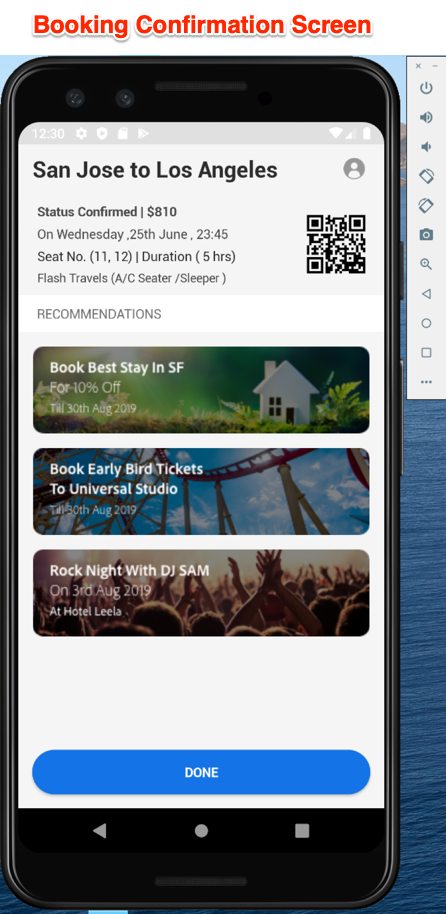 Booking Confirmation Screen
12:30
San Jose to Los Angeles
Status Confirmed | $810
On Wednesday ,25th June , 23:45
Seat No. (11, 12) | Duration ( 5 hrs)
Flash Travels (A/C Seater /Sleeper )
RECOMMENDATIONS
Book Best Stay In SF
For 10% Off
Till 30th Aug 2019
Book Early Bird Tickets
To Universal Studio
Till 30th Aug 2019
Rock Night With DJ SAM
On 3rd Aug 2019
At Hotel Leela
DONE